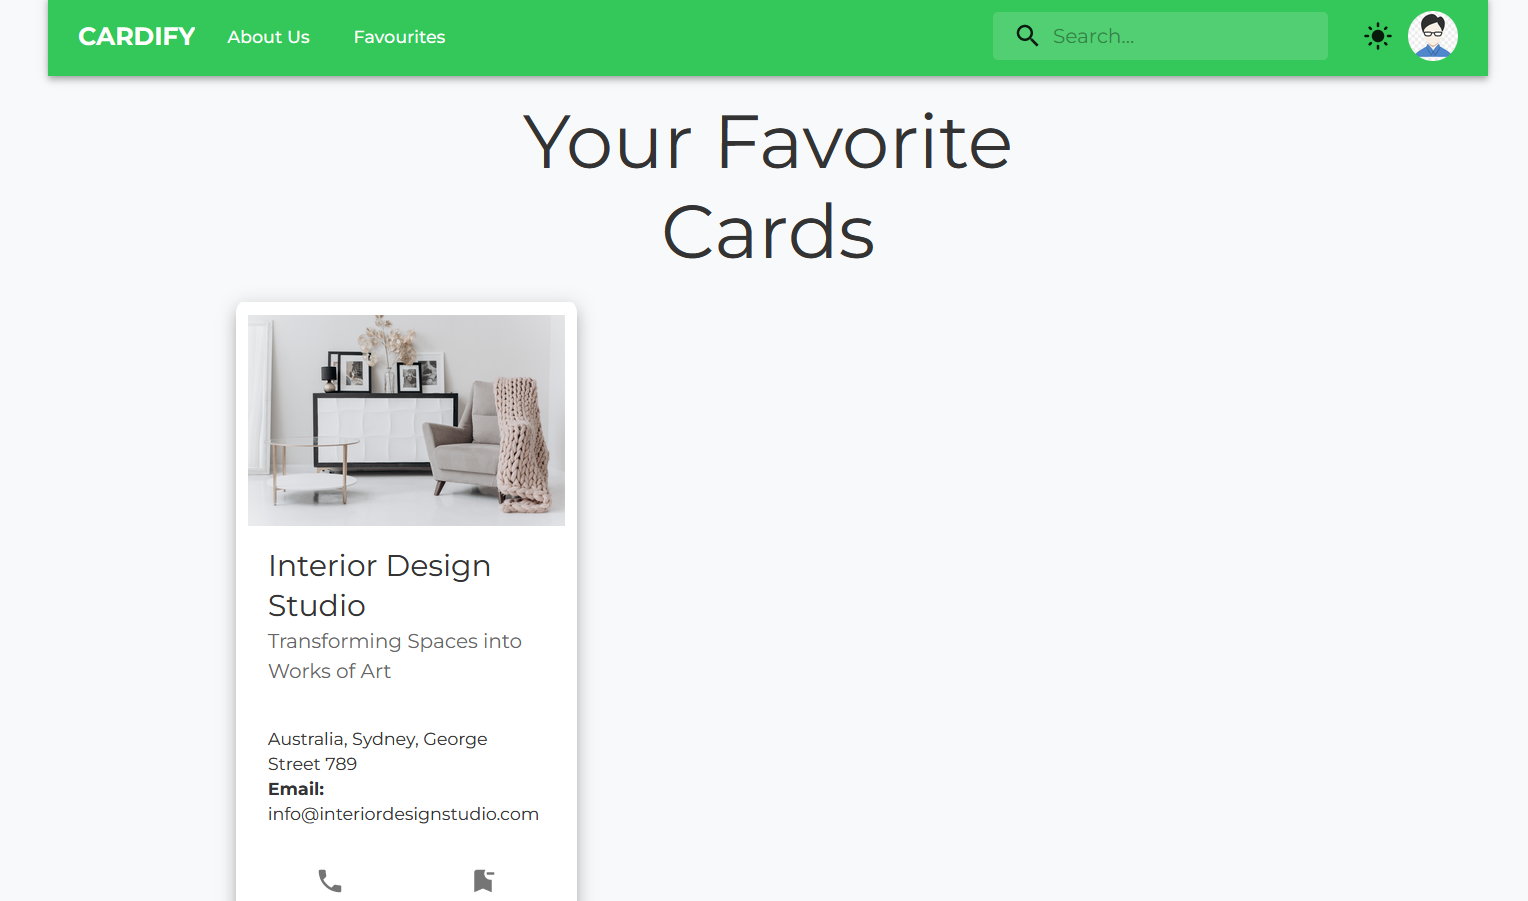 CARDIFY About Us Favourites Search...
Your Favorite
Cards
Interior Design
Studio
Transforming Spaces into
Works of Art
Australia, Sydney, George
Street 789
Email:
info@interiordesignstudio.com